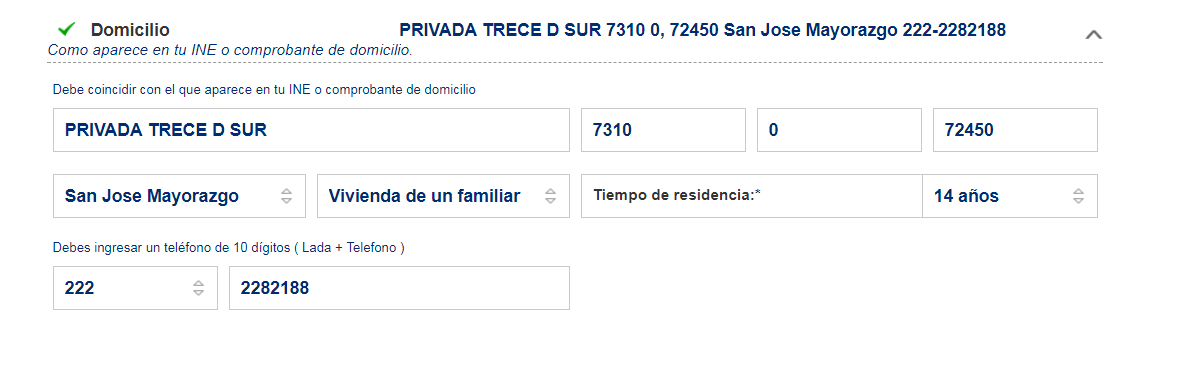 Domicilio PRIVADA TRECE D SUR 7310 0, 72450 San Jose Mayorazgo 222-2282188
Como aparece en tu INE o comprobante de domicilio.
Debe coincidir con el que aparece en tu INE o comprobante de domicilio
PRIVADA TRECE D SUR 7310 0 72450
San Jose Mayorazgo Vivienda de un familiar Tiempo de residencia:* 14 años
Debes ingresar un teléfono de 10 dígitos ( Lada + Telefono )
222 2282188